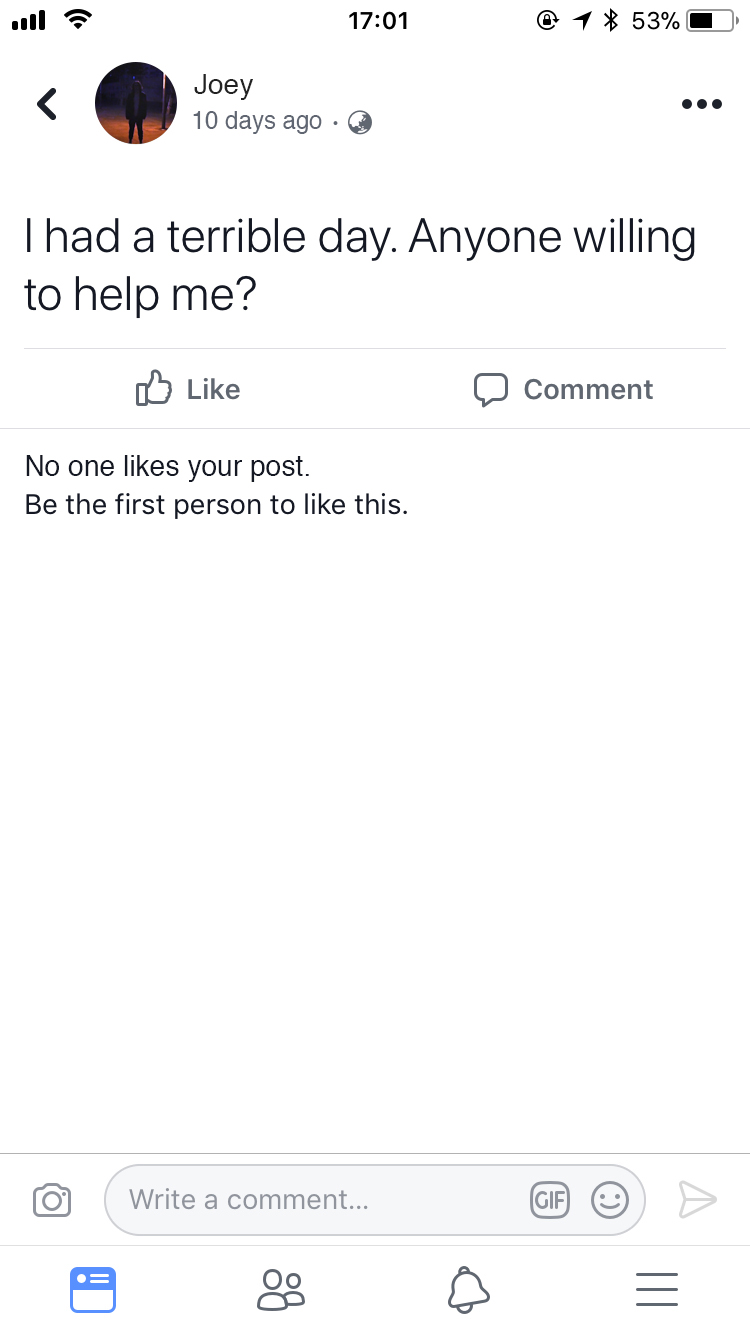 17:01
53%
Joey
10 days ago ·
I had a terrible day. Anyone willing
to help me?
Like
Comment
No one likes your post.
Be the first person to like this.
Write a comment...
GIF